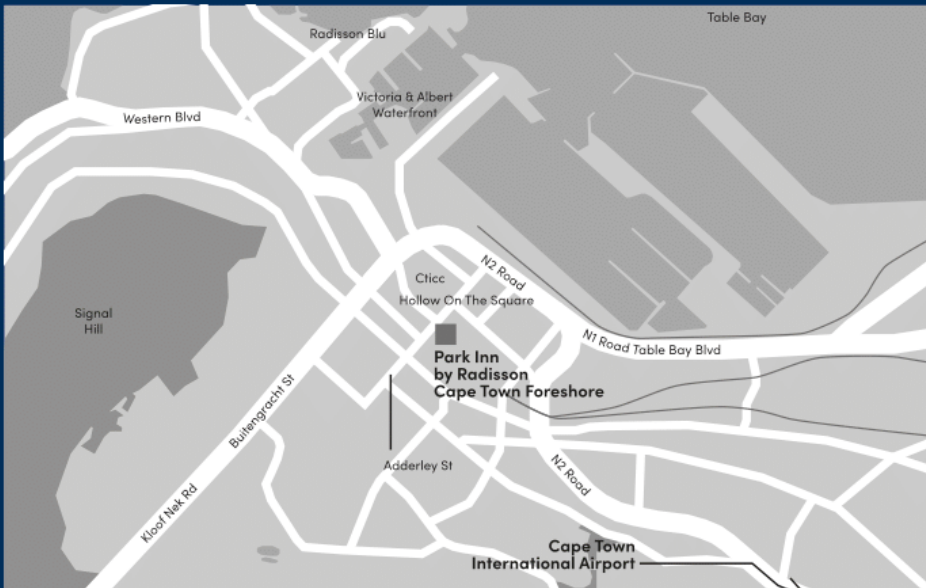 Table Bay
Radisson Blu
Victoria & Albert
Waterfront
Western Blvd
N2 Road
Cticc
Hollow On The Square
Signal
Hill
N1 Road Table Bay Blvd
Park Inn
by Radisson
Cape Town Foreshore
Buitengracht St
Adderley St
N2 Road
Kloof Nek Rd
Cape Town
International Airport